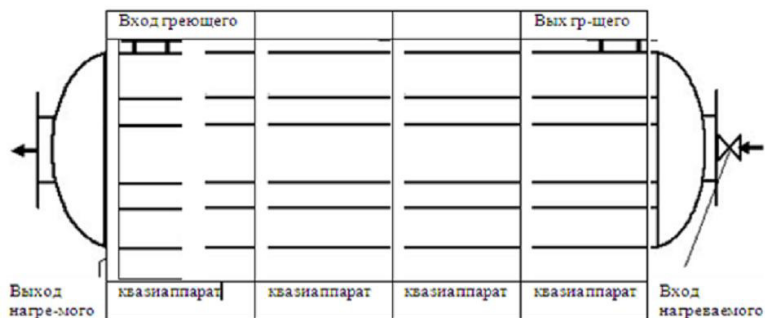 Вход греющего
Вых гр-щего
Выход
нагре-мого
квазиаппарат
квазиаппарат
квазиаппарат
квазиаппарат
Вход
нагреваемого